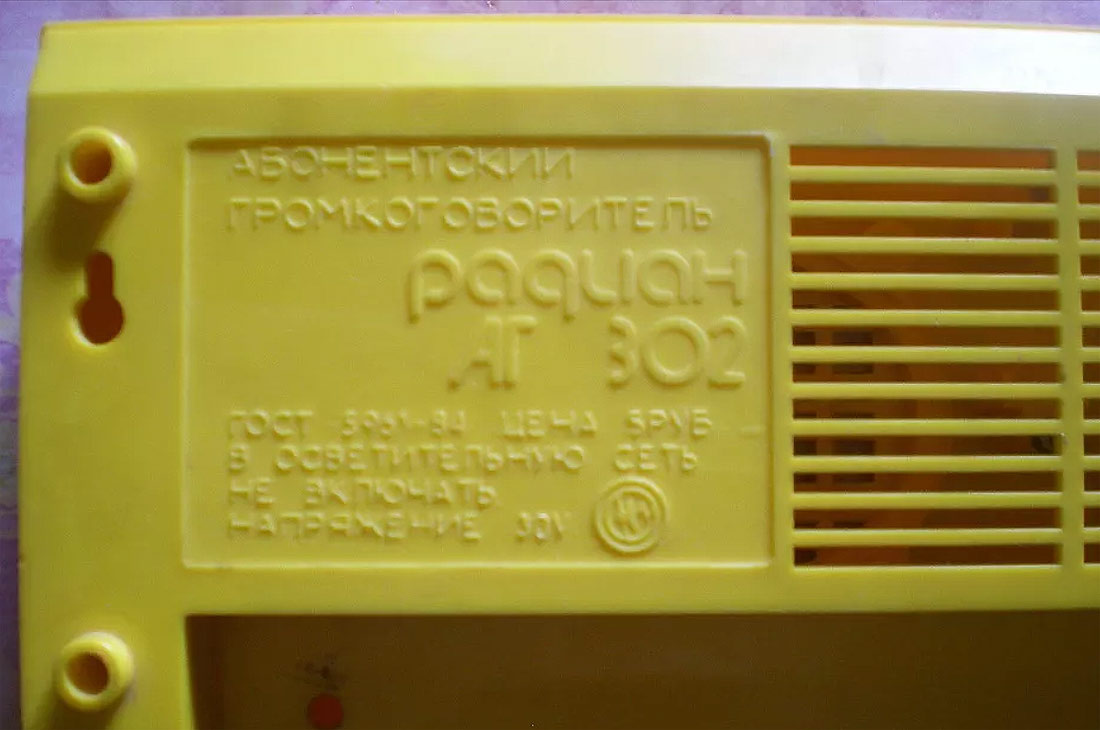 АБОНЕНТСКИЙ
ГРОМКОГОВОРИТЕЛЬ
радиан
АГ 302
ГОСТ 5961-84 ЦЕНА 5РУБ
В ОСВЕТИТЕЛЬНУЮ СЕТЬ
НЕ ВКЛЮЧАТЬ
НАПРЯЖЕНИЕ 30V